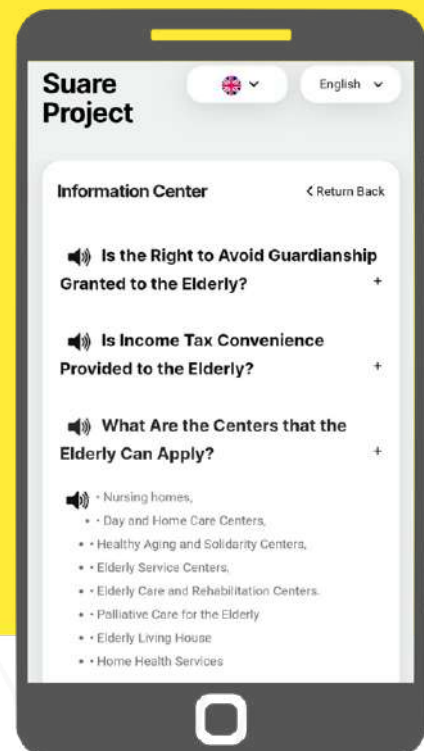 Suare
Project
English
Information Center
Return Back
Is the Right to Avoid Guardianship
Granted to the Elderly? +
Is Income Tax Convenience
Provided to the Elderly? +
What Are the Centers that the
Elderly Can Apply? +
• Nursing homes,
• • Day and Home Care Centers,
• • Healthy Aging and Solidarity Centers,
• • Elderly Service Centers.
• • Elderly Care and Rehabilitation Centers.
• • Palliative Care for the Elderly
• • Elderly Living House
• • Home Health Services